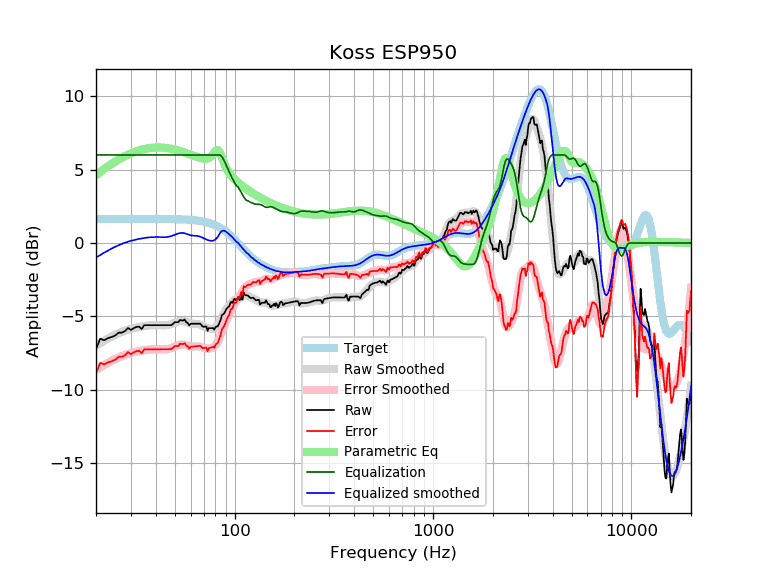 Koss ESP950
Amplitude (dBr)
10
5
0
−5
−10
−15
Target
Raw Smoothed
Error Smoothed
Raw
Error
Parametric Eq
Equalization
Equalized smoothed
100
1000
10000
Frequency (Hz)